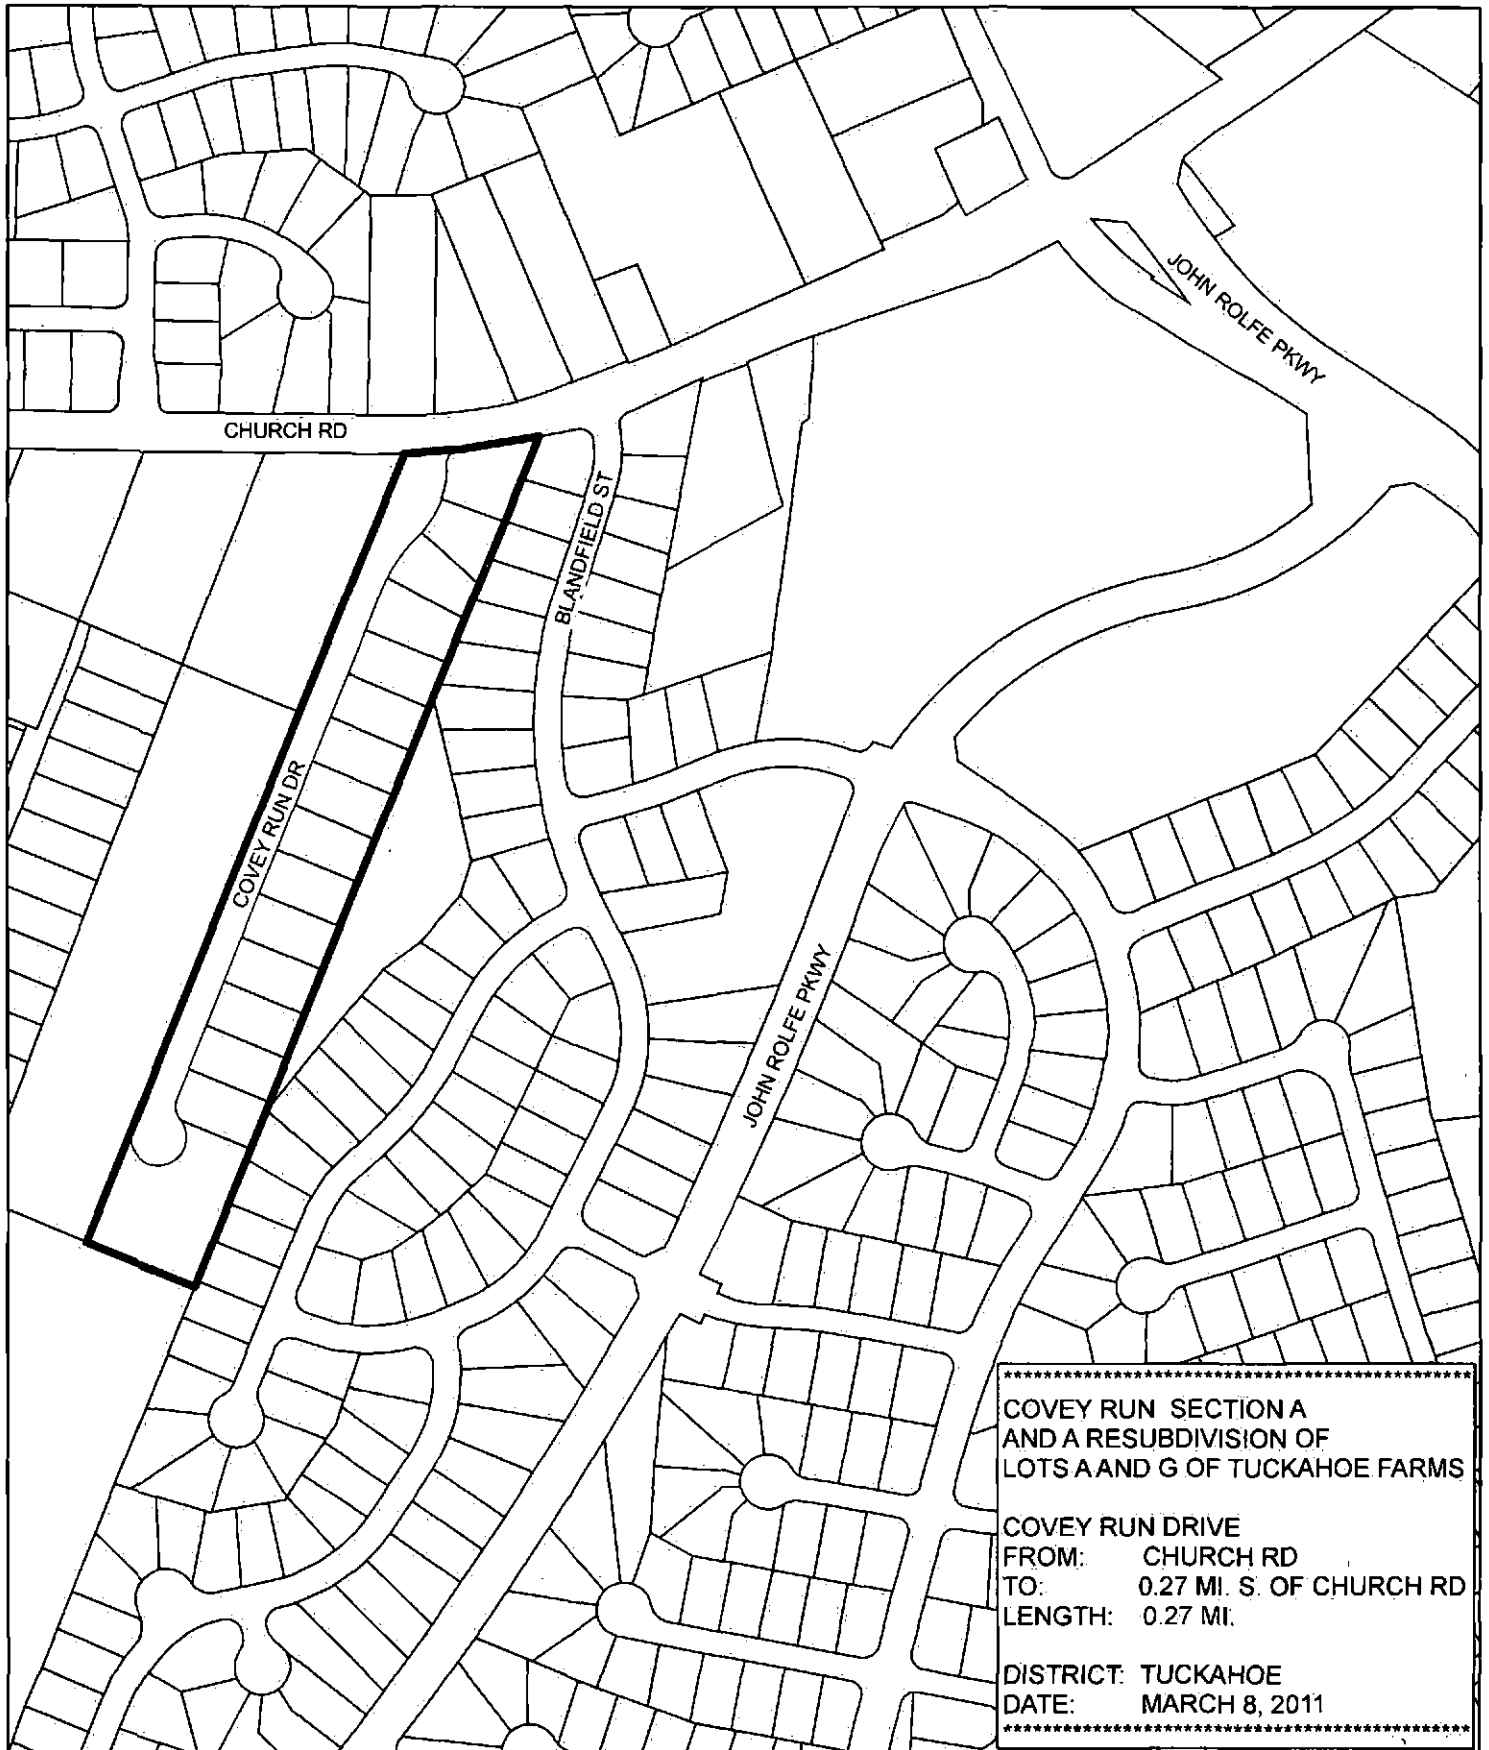 JOHN ROLFE PKWY
CHURCH RD
BLANDFIELD ST
COVEY RUN DR
JOHN ROLFE PKWY
************************************************************
COVEY RUN SECTION A
AND A RESUBDIVISION OF
LOTS A AND G OF TUCKAHOE FARMS
COVEY RUN DRIVE
FROM: CHURCH RD
TO: 0.27 MI. S. OF CHURCH RD
LENGTH: 0.27 MI.
DISTRICT: TUCKAHOE
DATE: MARCH 8, 2011
************************************************************